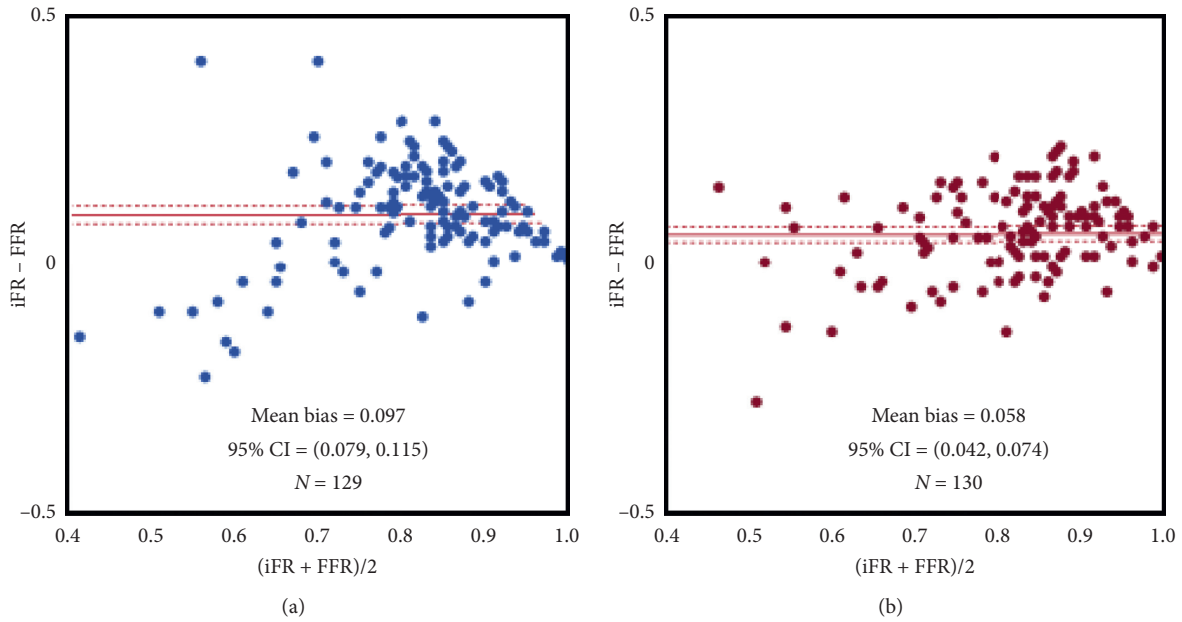 0.5
iFR – FFR
0
Mean bias = 0.097
95% CI = (0.079, 0.115)
N = 129
–0.5
0.4 0.5 0.6 0.7 0.8 0.9 1.0
(iFR + FFR)/2
(a)
0.5
iFR – FFR
0
Mean bias = 0.058
95% CI = (0.042, 0.074)
N = 130
–0.5
0.4 0.5 0.6 0.7 0.8 0.9 1.0
(iFR + FFR)/2
(b)